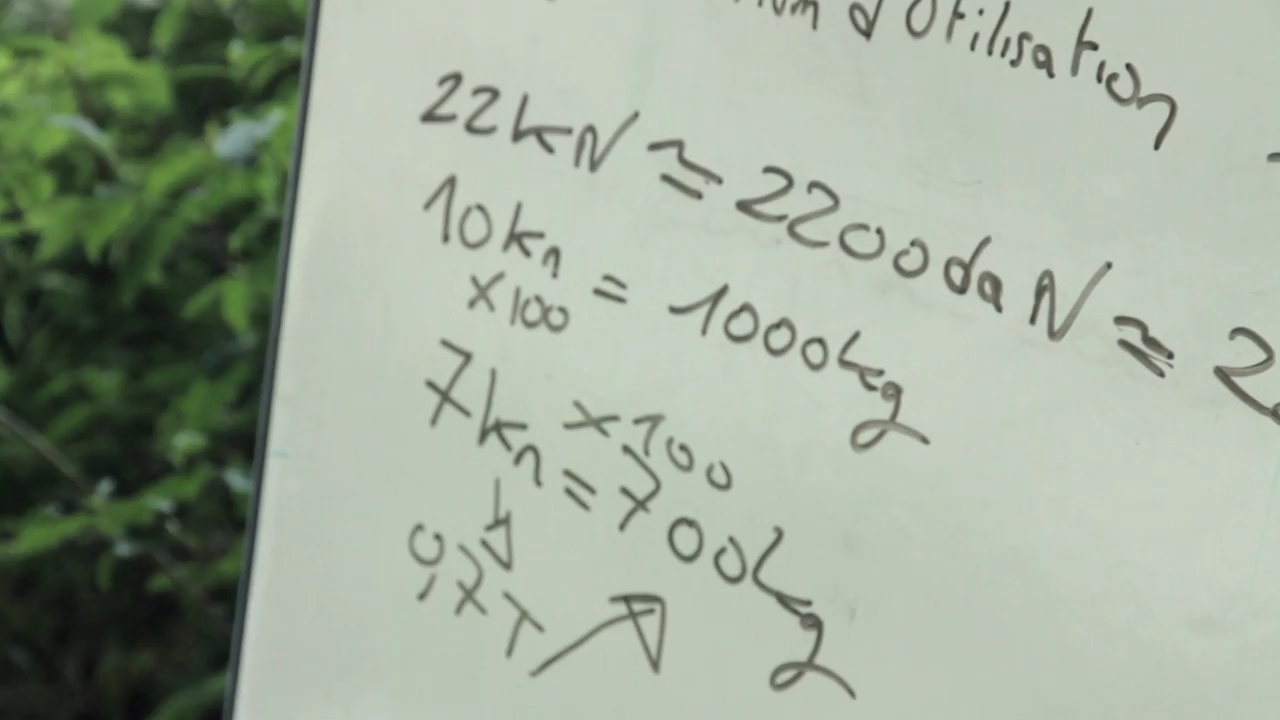 d'Utilisation
22kN ≈ 2200daN ≈ 2
10kn = 1000kg
x100
7kn x100 = 700kg
0,7T